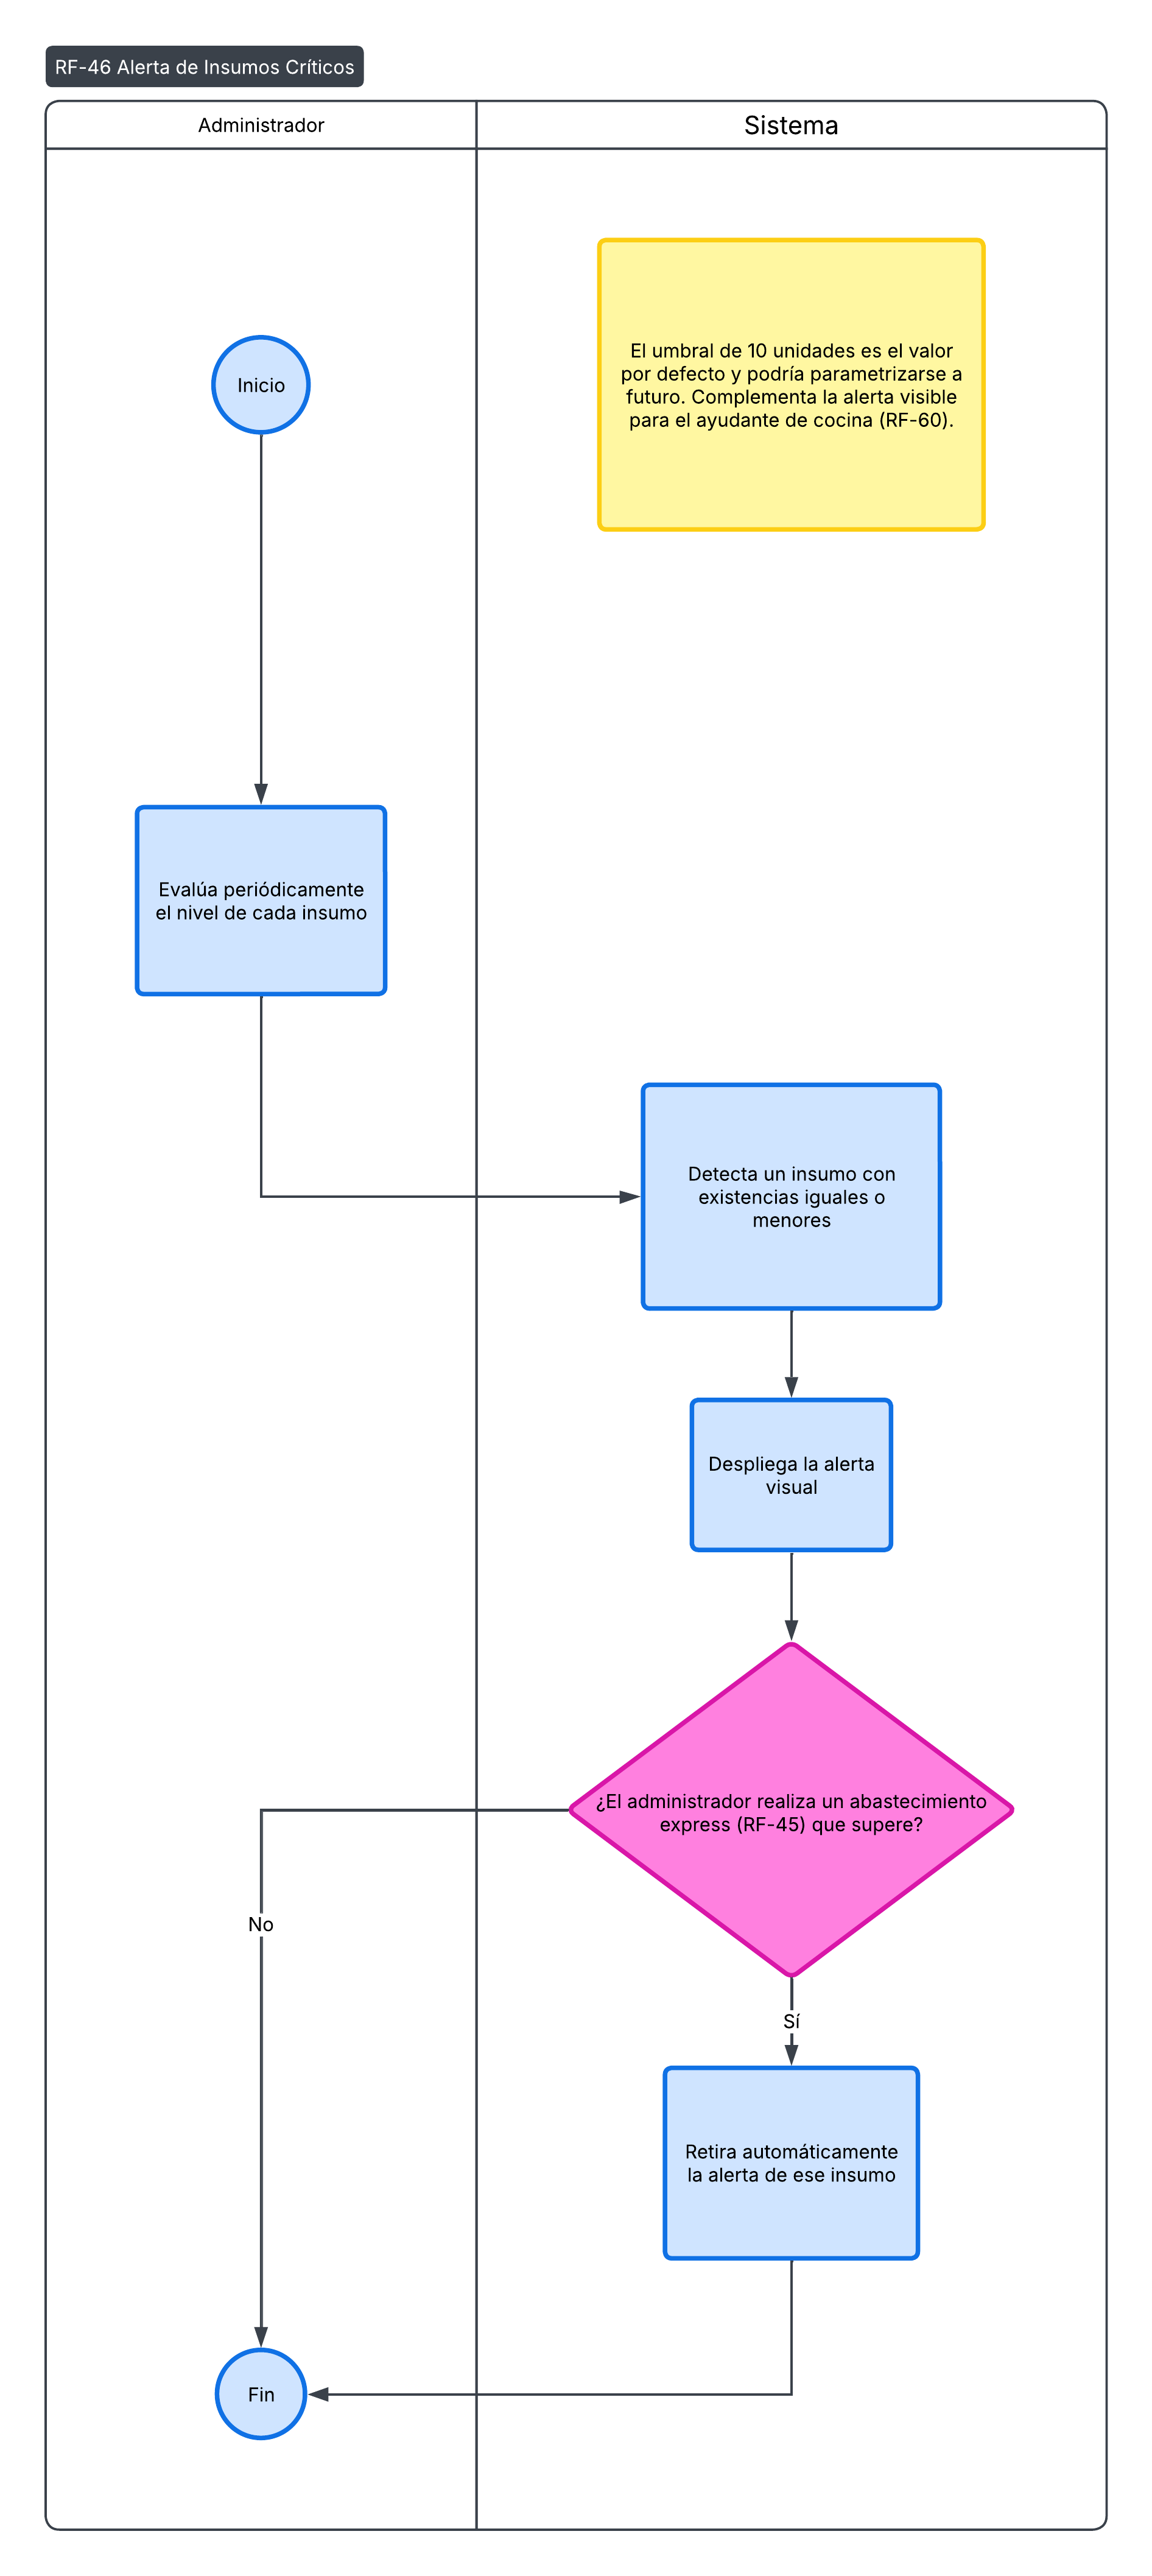 RF-46 Alerta de Insumos Críticos
Administrador
Sistema
El umbral de 10 unidades es el valor
por defecto y podría parametrizarse a
futuro. Complementa la alerta visible
para el ayudante de cocina (RF-60).
Inicio
Evalúa periódicamente
el nivel de cada insumo
Detecta un insumo con
existencias iguales o
menores
Despliega la alerta
visual
¿El administrador realiza un abastecimiento
express (RF-45) que supere?
No
Sí
Retira automáticamente
la alerta de ese insumo
Fin